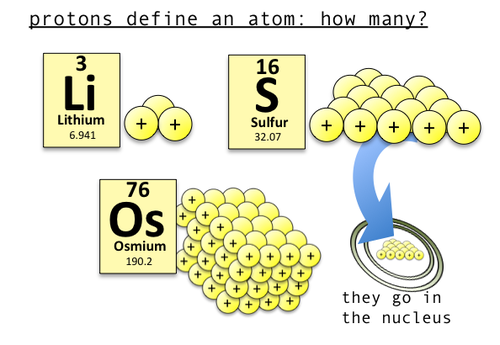 protons define an atom: how many?
3
Li
Lithium
6.941
+ +
16
S
Sulfur
32.07
+ + + + +
76
Os
Osmium
190.2
they go in
the nucleus